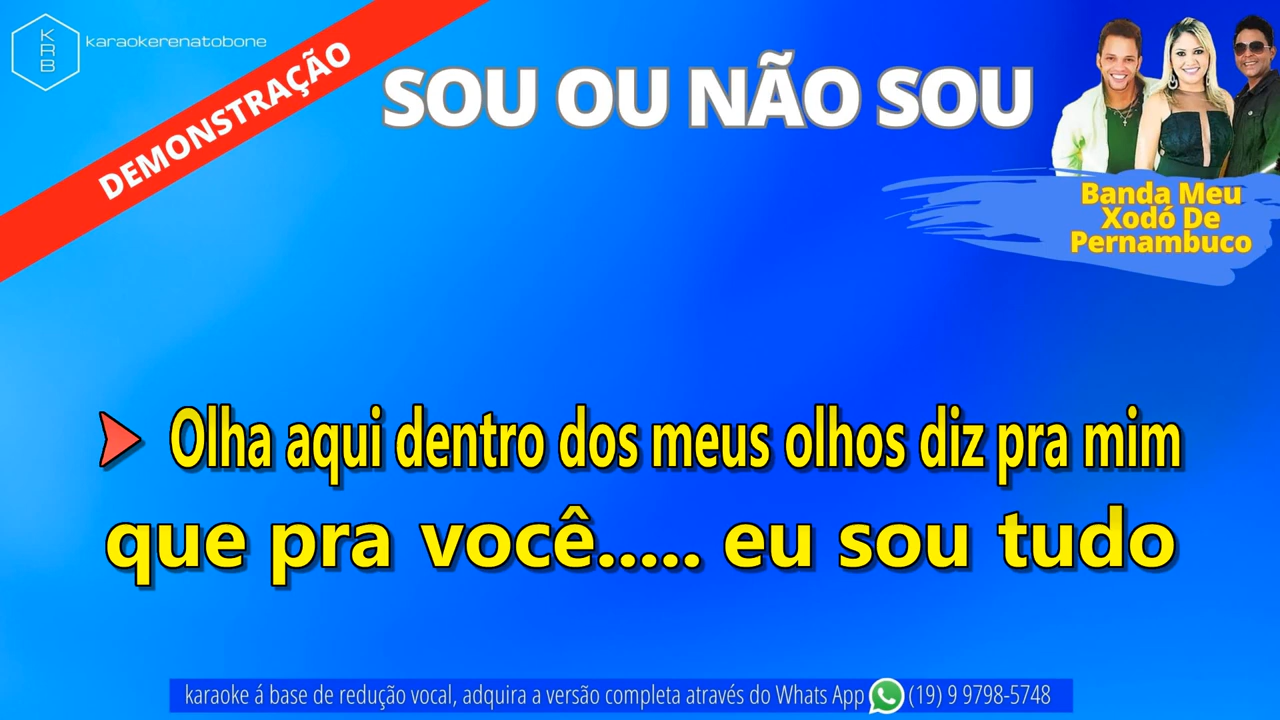 KRB
karaokerenatobone
DEMONSTRAÇÃO
SOU OU NÃO SOU
Banda Meu
Xodó De
Pernambuco
Olha aqui dentro dos meus olhos diz pra mim
que pra você..... eu sou tudo
karaoke á base de redução vocal, adquira a versão completa através do Whats App (19) 9 9798-5748